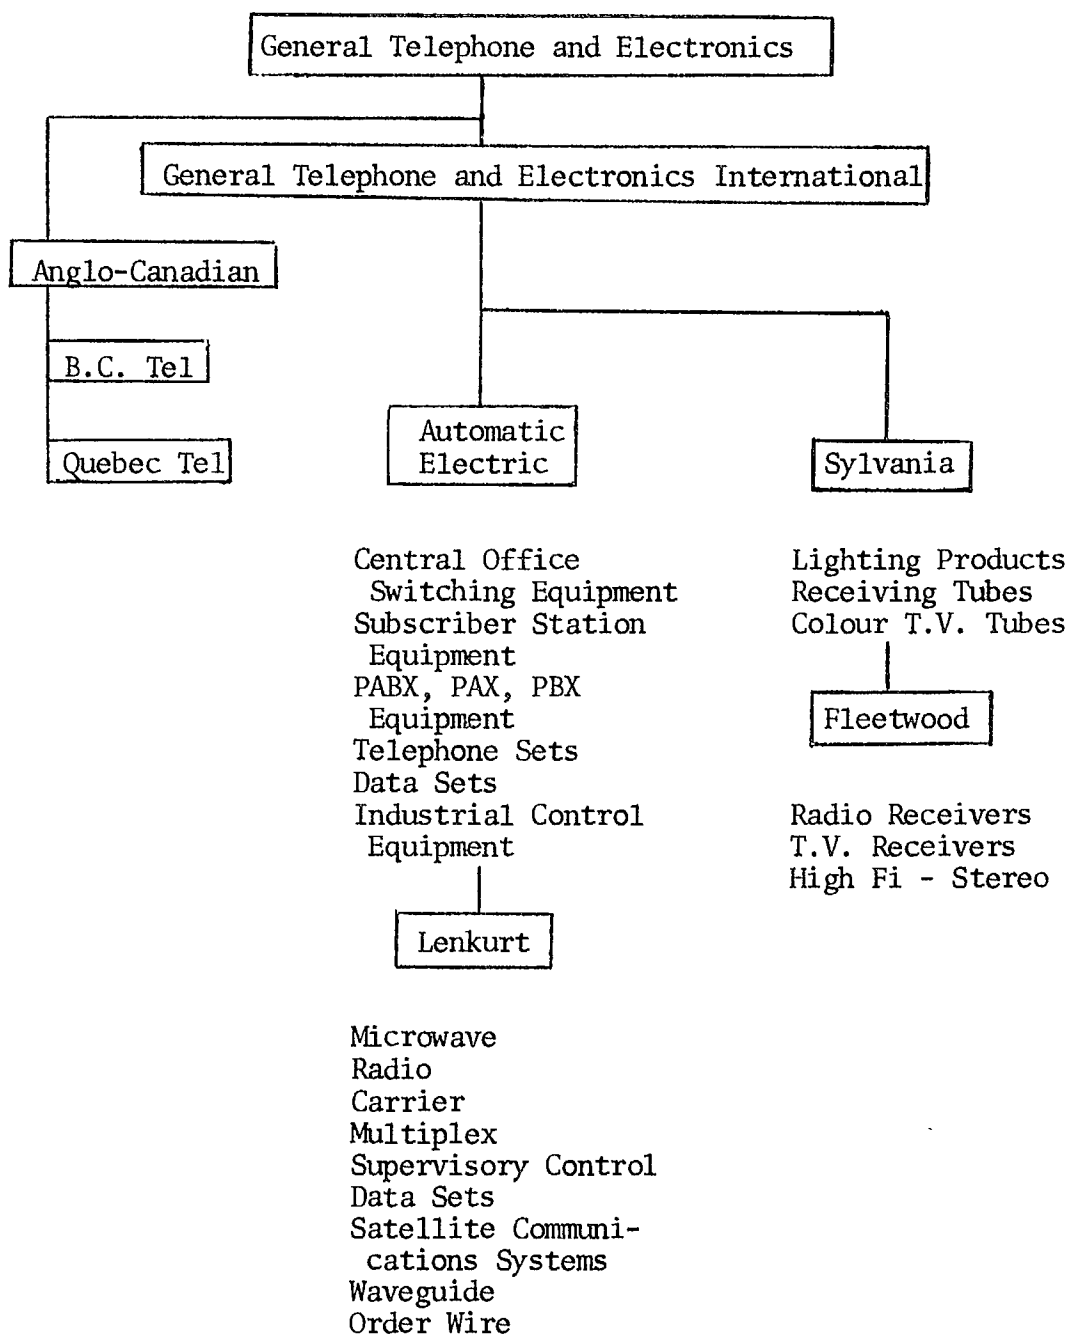 General Telephone and Electronics
General Telephone and Electronics International
Anglo-Canadian
B.C. Tel
Quebec Tel
Automatic
Electric
Sylvania
Central Office
Switching Equipment
Subscriber Station
Equipment
PABX, PAX, PBX
Equipment
Telephone Sets
Data Sets
Industrial Control
Equipment
Lenkurt
Microwave
Radio
Carrier
Multiplex
Supervisory Control
Data Sets
Satellite Communi-
cations Systems
Waveguide
Order Wire
Lighting Products
Receiving Tubes
Colour T.V. Tubes
Fleetwood
Radio Receivers
T.V. Receivers
High Fi - Stereo